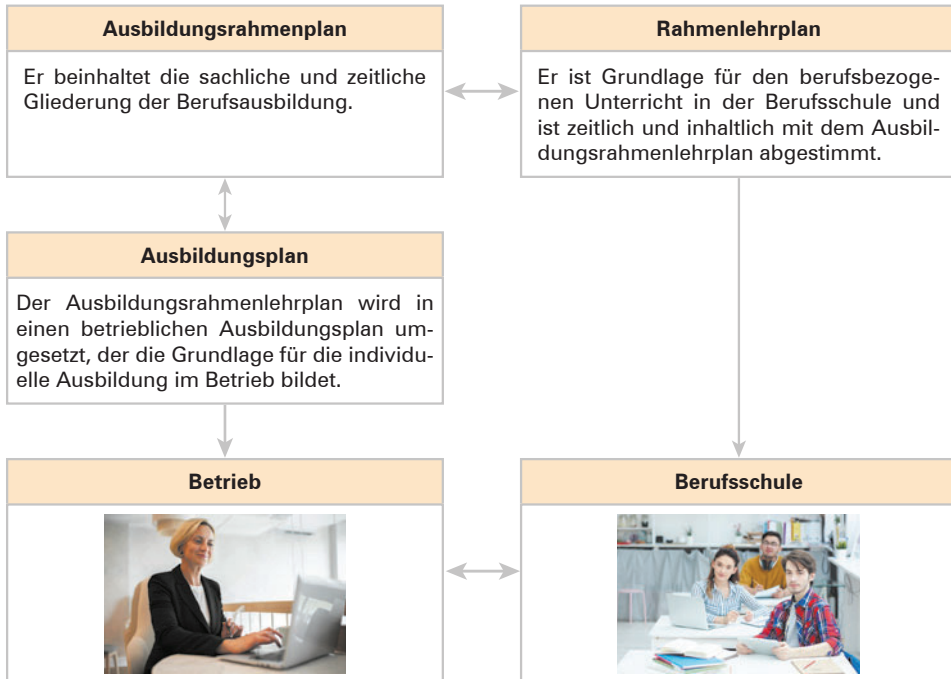 Ausbildungsrahmenplan
Er beinhaltet die sachliche und zeitliche
Gliederung der Berufsausbildung.
Rahmenlehrplan
Er ist Grundlage für den berufsbezoge-
nen Unterricht in der Berufsschule und
ist zeitlich und inhaltlich mit dem Ausbil-
dungsrahmenlehrplan abgestimmt.
Ausbildungsplan
Der Ausbildungsrahmenlehrplan wird in
einen betrieblichen Ausbildungsplan um-
gesetzt, der die Grundlage für die individu-
elle Ausbildung im Betrieb bildet.
Betrieb
Berufsschule